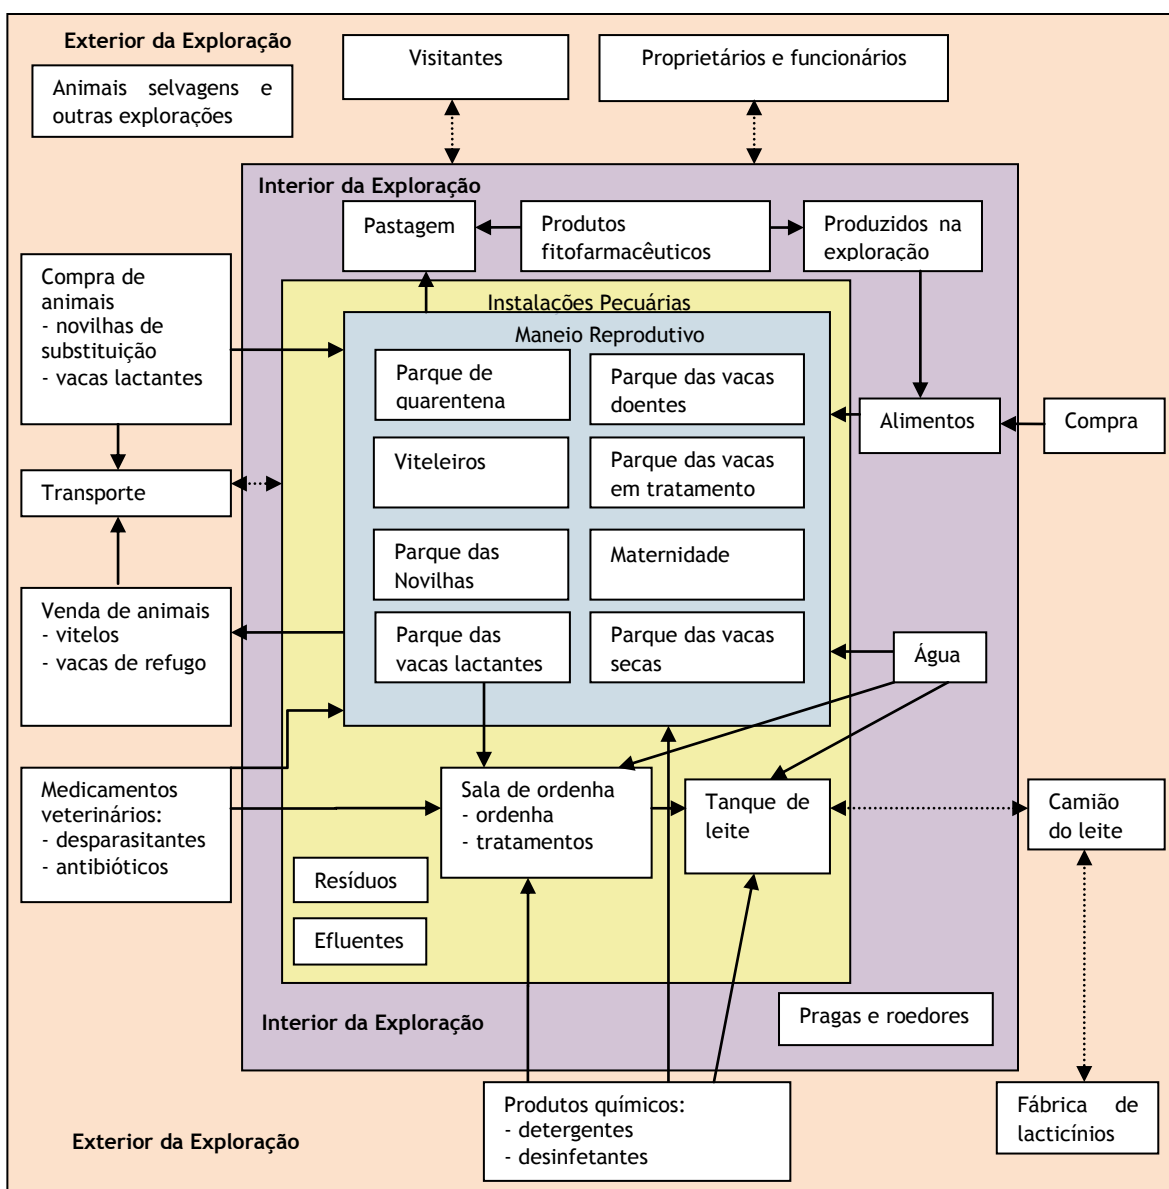 Exterior da Exploração
Animais selvagens e
outras explorações
Visitantes
Proprietários e funcionários
Interior da Exploração
Pastagem
Produtos
fitofarmacêuticos
Produzidos na
exploração
Compra de
animais
- novilhas de
substituição
- vacas lactantes
Transporte
Venda de animais
- vitelos
- vacas de refugo
Medicamentos
veterinários:
- desparasitantes
- antibióticos
Instalações Pecuárias
Maneio Reprodutivo
Parque de
quarentena
Parque das vacas
doentes
Viteleiros
Parque das vacas
em tratamento
Parque das
Novilhas
Maternidade
Parque das
vacas lactantes
Parque das vacas
secas
Alimentos
Compra
Água
Sala de ordenha
- ordenha
- tratamentos
Tanque de
leite
Camião
do leite
Resíduos
Efluentes
Interior da Exploração
Pragas e roedores
Produtos químicos:
- detergentes
- desinfetantes
Fábrica de
lacticínios
Exterior da Exploração